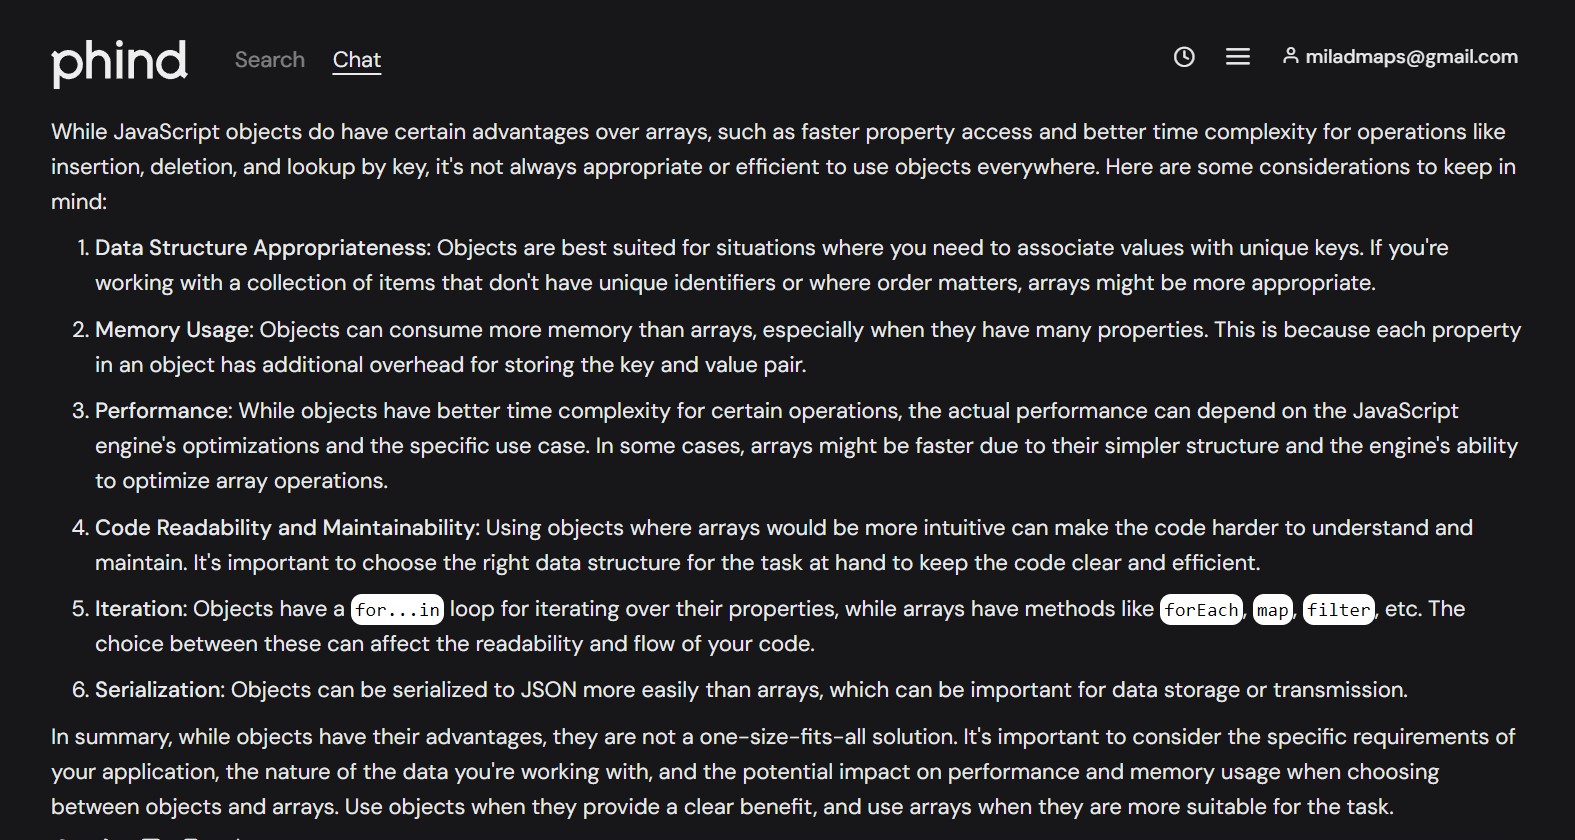 phind Search Chat miladmaps@gmail.com
While JavaScript objects do have certain advantages over arrays, such as faster property access and better time complexity for operations like
insertion, deletion, and lookup by key, it's not always appropriate or efficient to use objects everywhere. Here are some considerations to keep in
mind:
1. Data Structure Appropriateness: Objects are best suited for situations where you need to associate values with unique keys. If you're
working with a collection of items that don't have unique identifiers or where order matters, arrays might be more appropriate.
2. Memory Usage: Objects can consume more memory than arrays, especially when they have many properties. This is because each property
in an object has additional overhead for storing the key and value pair.
3. Performance: While objects have better time complexity for certain operations, the actual performance can depend on the JavaScript
engine's optimizations and the specific use case. In some cases, arrays might be faster due to their simpler structure and the engine's ability
to optimize array operations.
4. Code Readability and Maintainability: Using objects where arrays would be more intuitive can make the code harder to understand and
maintain. It's important to choose the right data structure for the task at hand to keep the code clear and efficient.
5. Iteration: Objects have a for...in loop for iterating over their properties, while arrays have methods like forEach, map, filter, etc. The
choice between these can affect the readability and flow of your code.
6. Serialization: Objects can be serialized to JSON more easily than arrays, which can be important for data storage or transmission.
In summary, while objects have their advantages, they are not a one-size-fits-all solution. It's important to consider the specific requirements of
your application, the nature of the data you're working with, and the potential impact on performance and memory usage when choosing
between objects and arrays. Use objects when they provide a clear benefit, and use arrays when they are more suitable for the task.